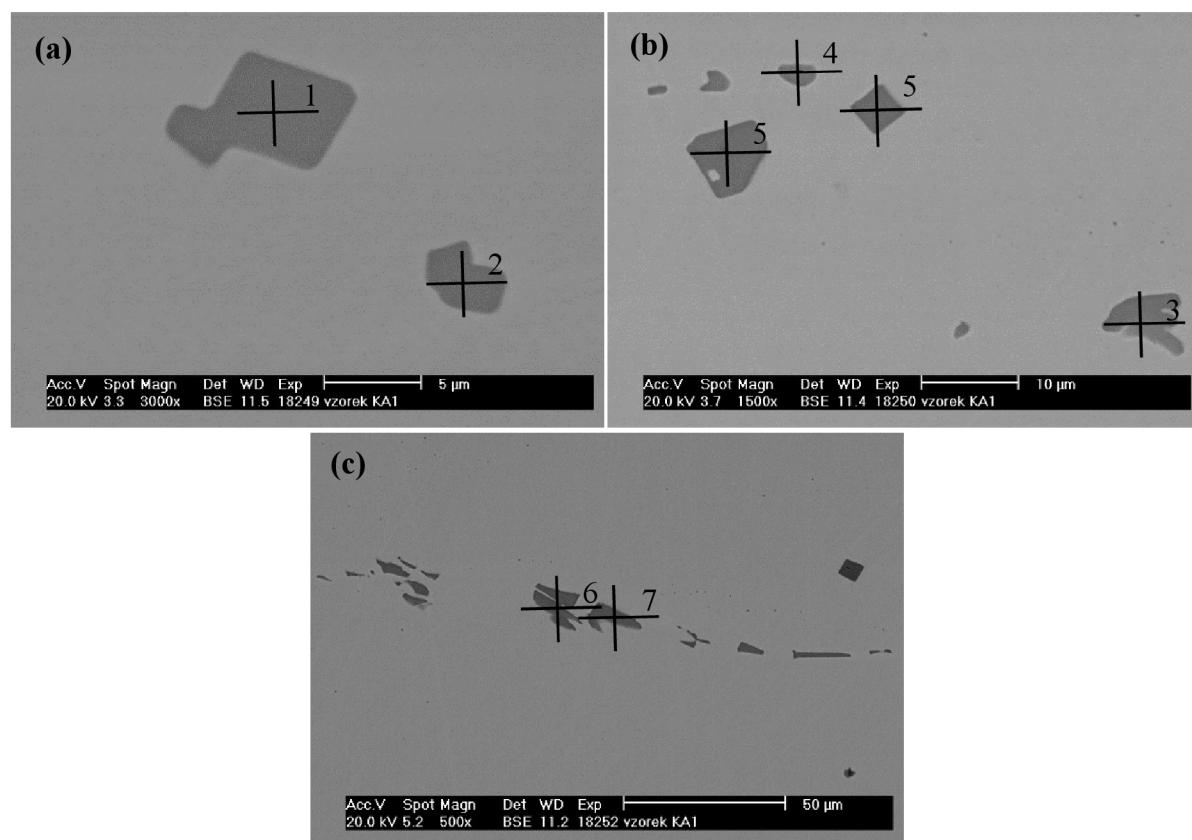 (a)
1
2
Acc.V Spot Magn Det WD Exp 5 µm
20.0 kV 3.3 3000x BSE 11.5 18249 vzorek KA1
(b)
4
5
5
3
Acc.V Spot Magn Det WD Exp 10 µm
20.0 kV 3.7 1500x BSE 11.4 18250 vzorek KA1
(c)
6
7
Acc.V Spot Magn Det WD Exp 50 µm
20.0 kV 5.2 500x BSE 11.2 18252 vzorek KA1